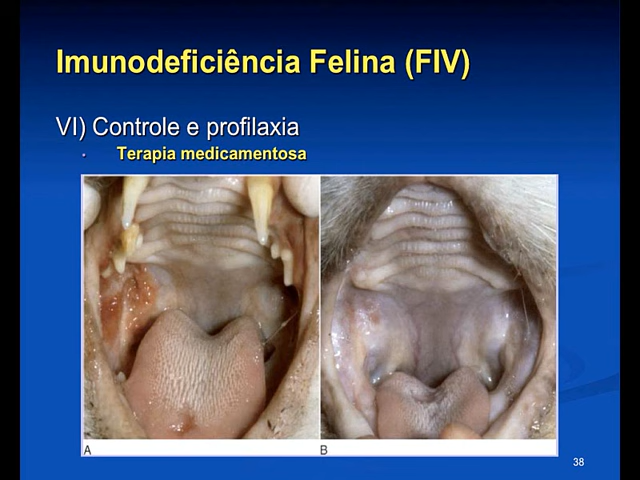 Imunodeficiência Felina (FIV)
VI) Controle e profilaxia
• Terapia medicamentosa
A
B
38